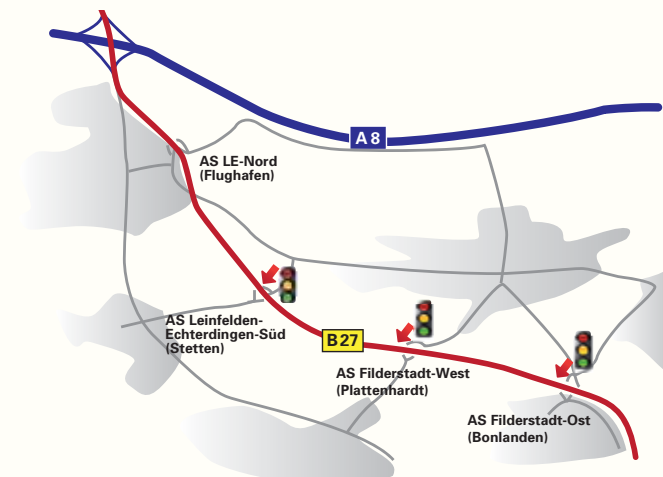 A 8
AS LE-Nord
(Flughafen)
AS Leinfelden-
Echterdingen-Süd
(Stetten)
B 27
AS Filderstadt-West
(Plattenhardt)
AS Filderstadt-Ost
(Bonlanden)